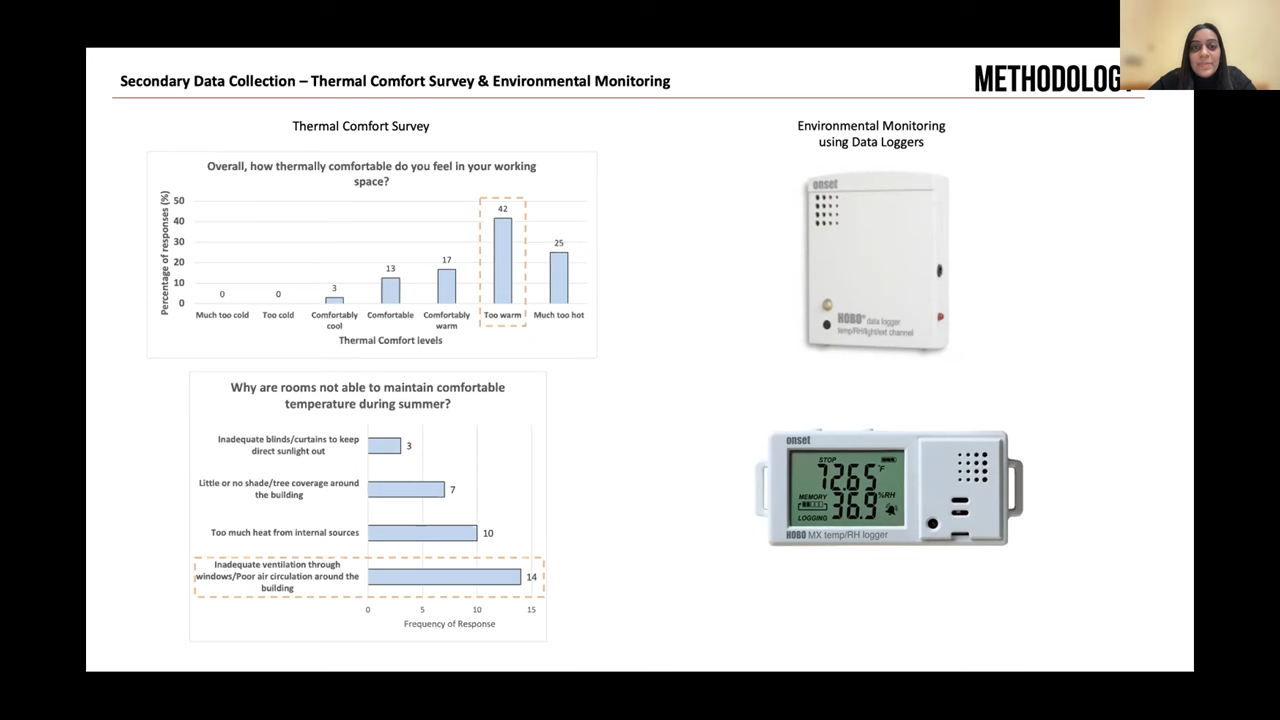 Secondary Data Collection – Thermal Comfort Survey & Environmental Monitoring
METHODOLOGY
Thermal Comfort Survey
Overall, how thermally comfortable do you feel in your working
space?
Percentage of responses (%)
50
40
30
20
10
0
0
0
3
13
17
42
25
Much too cold
Too cold
Comfortably
cool
Comfortable
Comfortably
warm
Too warm
Much too hot
Thermal Comfort levels
Why are rooms not able to maintain comfortable
temperature during summer?
Inadequate blinds/curtains to keep
direct sunlight out
3
Little or no shade/tree coverage around
the building
7
Too much heat from internal sources
10
Inadequate ventilation through
windows/Poor air circulation around the
building
14
0
5
10
15
Frequency of Response
Environmental Monitoring
using Data Loggers
onset
HOBO® data logger
temp/RH/light/ext channel
onset
STOP
72.65 °F
MEMORY
36.9 %RH
LOGGING
HOBO MX temp/RH logger